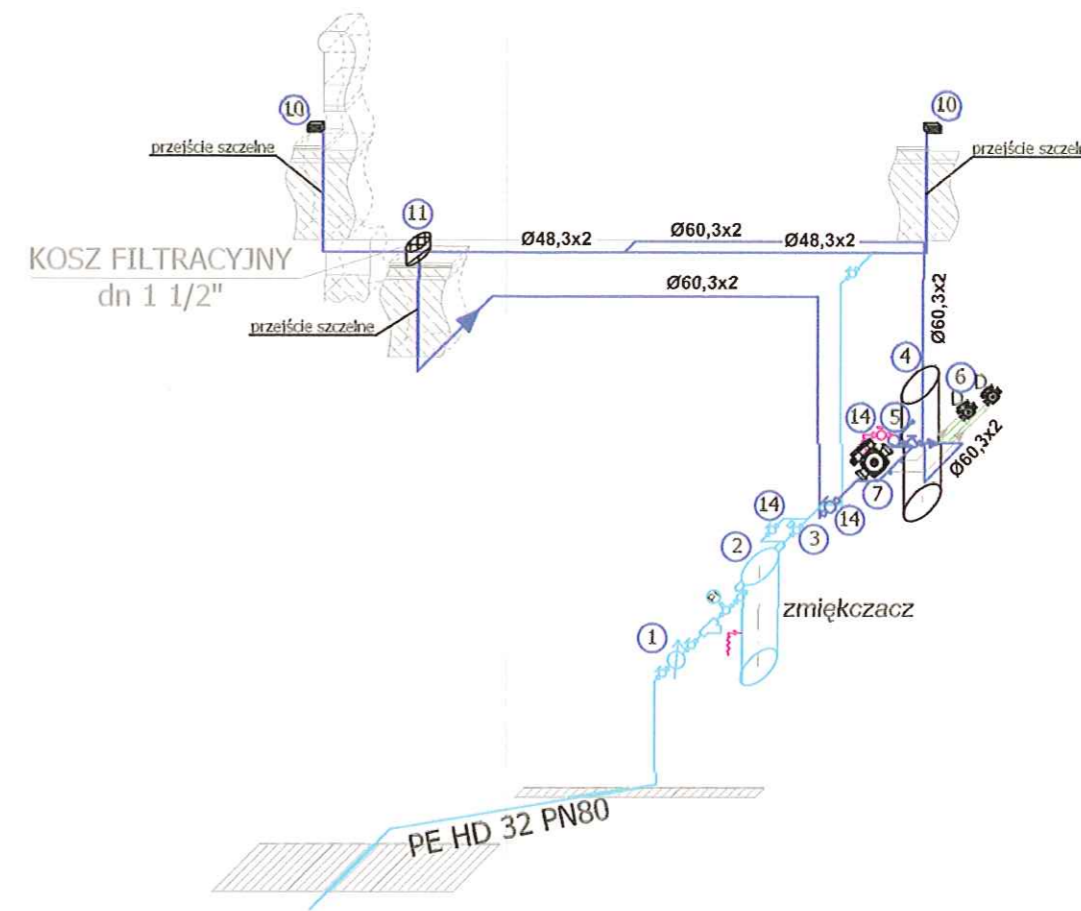 10
10
przejście szczelne
przejście szczeln
11
KOSZ FILTRACYJNY
dn 1 1/2"
Ø48,3x2
Ø60,3x2
Ø48,3x2
Ø60,3x2
przejście szczelne
Ø60,3x2
4
6
D
D
14
5
Ø60,3x2
7
14
14
3
2
1
zmiękczacz
PE HD 32 PN80